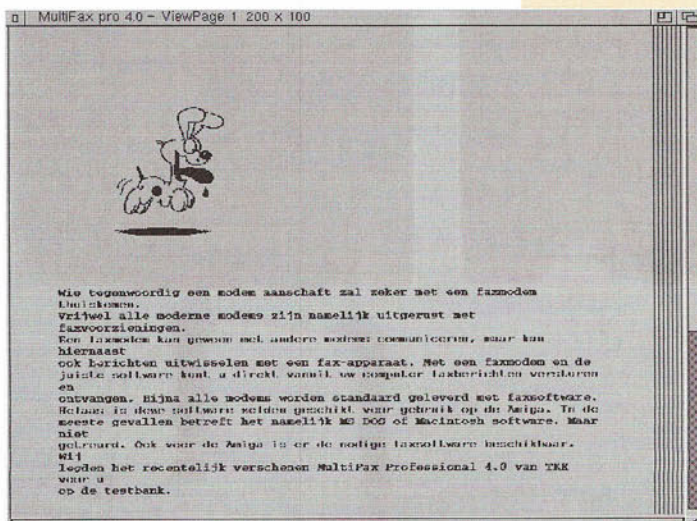 MultiFax pro 4.0 – ViewPage 1 200 x 100
Wie tegenwoordig een modem aanschaft zal zeker met een faxmodem
thuiskomen.
Vrijwel alle moderne modems zijn namelijk uitgerust met
faxvoorzieningen.
Een faxmodem kan gewoon met andere modems communiceren, maar kan
hiernaast
ook berichten uitwisselen met een fax-apparaat. Met een faxmodem en de
juiste software kunt u direkt vanuit uw computer faxberichten versturen
en
ontvangen. Bijna alle modems worden standaard geleverd met faxsoftware.
Helaas is deze software zelden geschikt voor gebruik op de Amiga. In de
meeste gevallen betreft het namelijk MS DOS of Macintosh software. Maar
niet
getreurd. Ook voor de Amiga is er de nodige faxsoftware beschikbaar.
Wij
legden het recentelijk verschenen MultiFax Professional 4.0 van TKR
voor u
op de testbank.